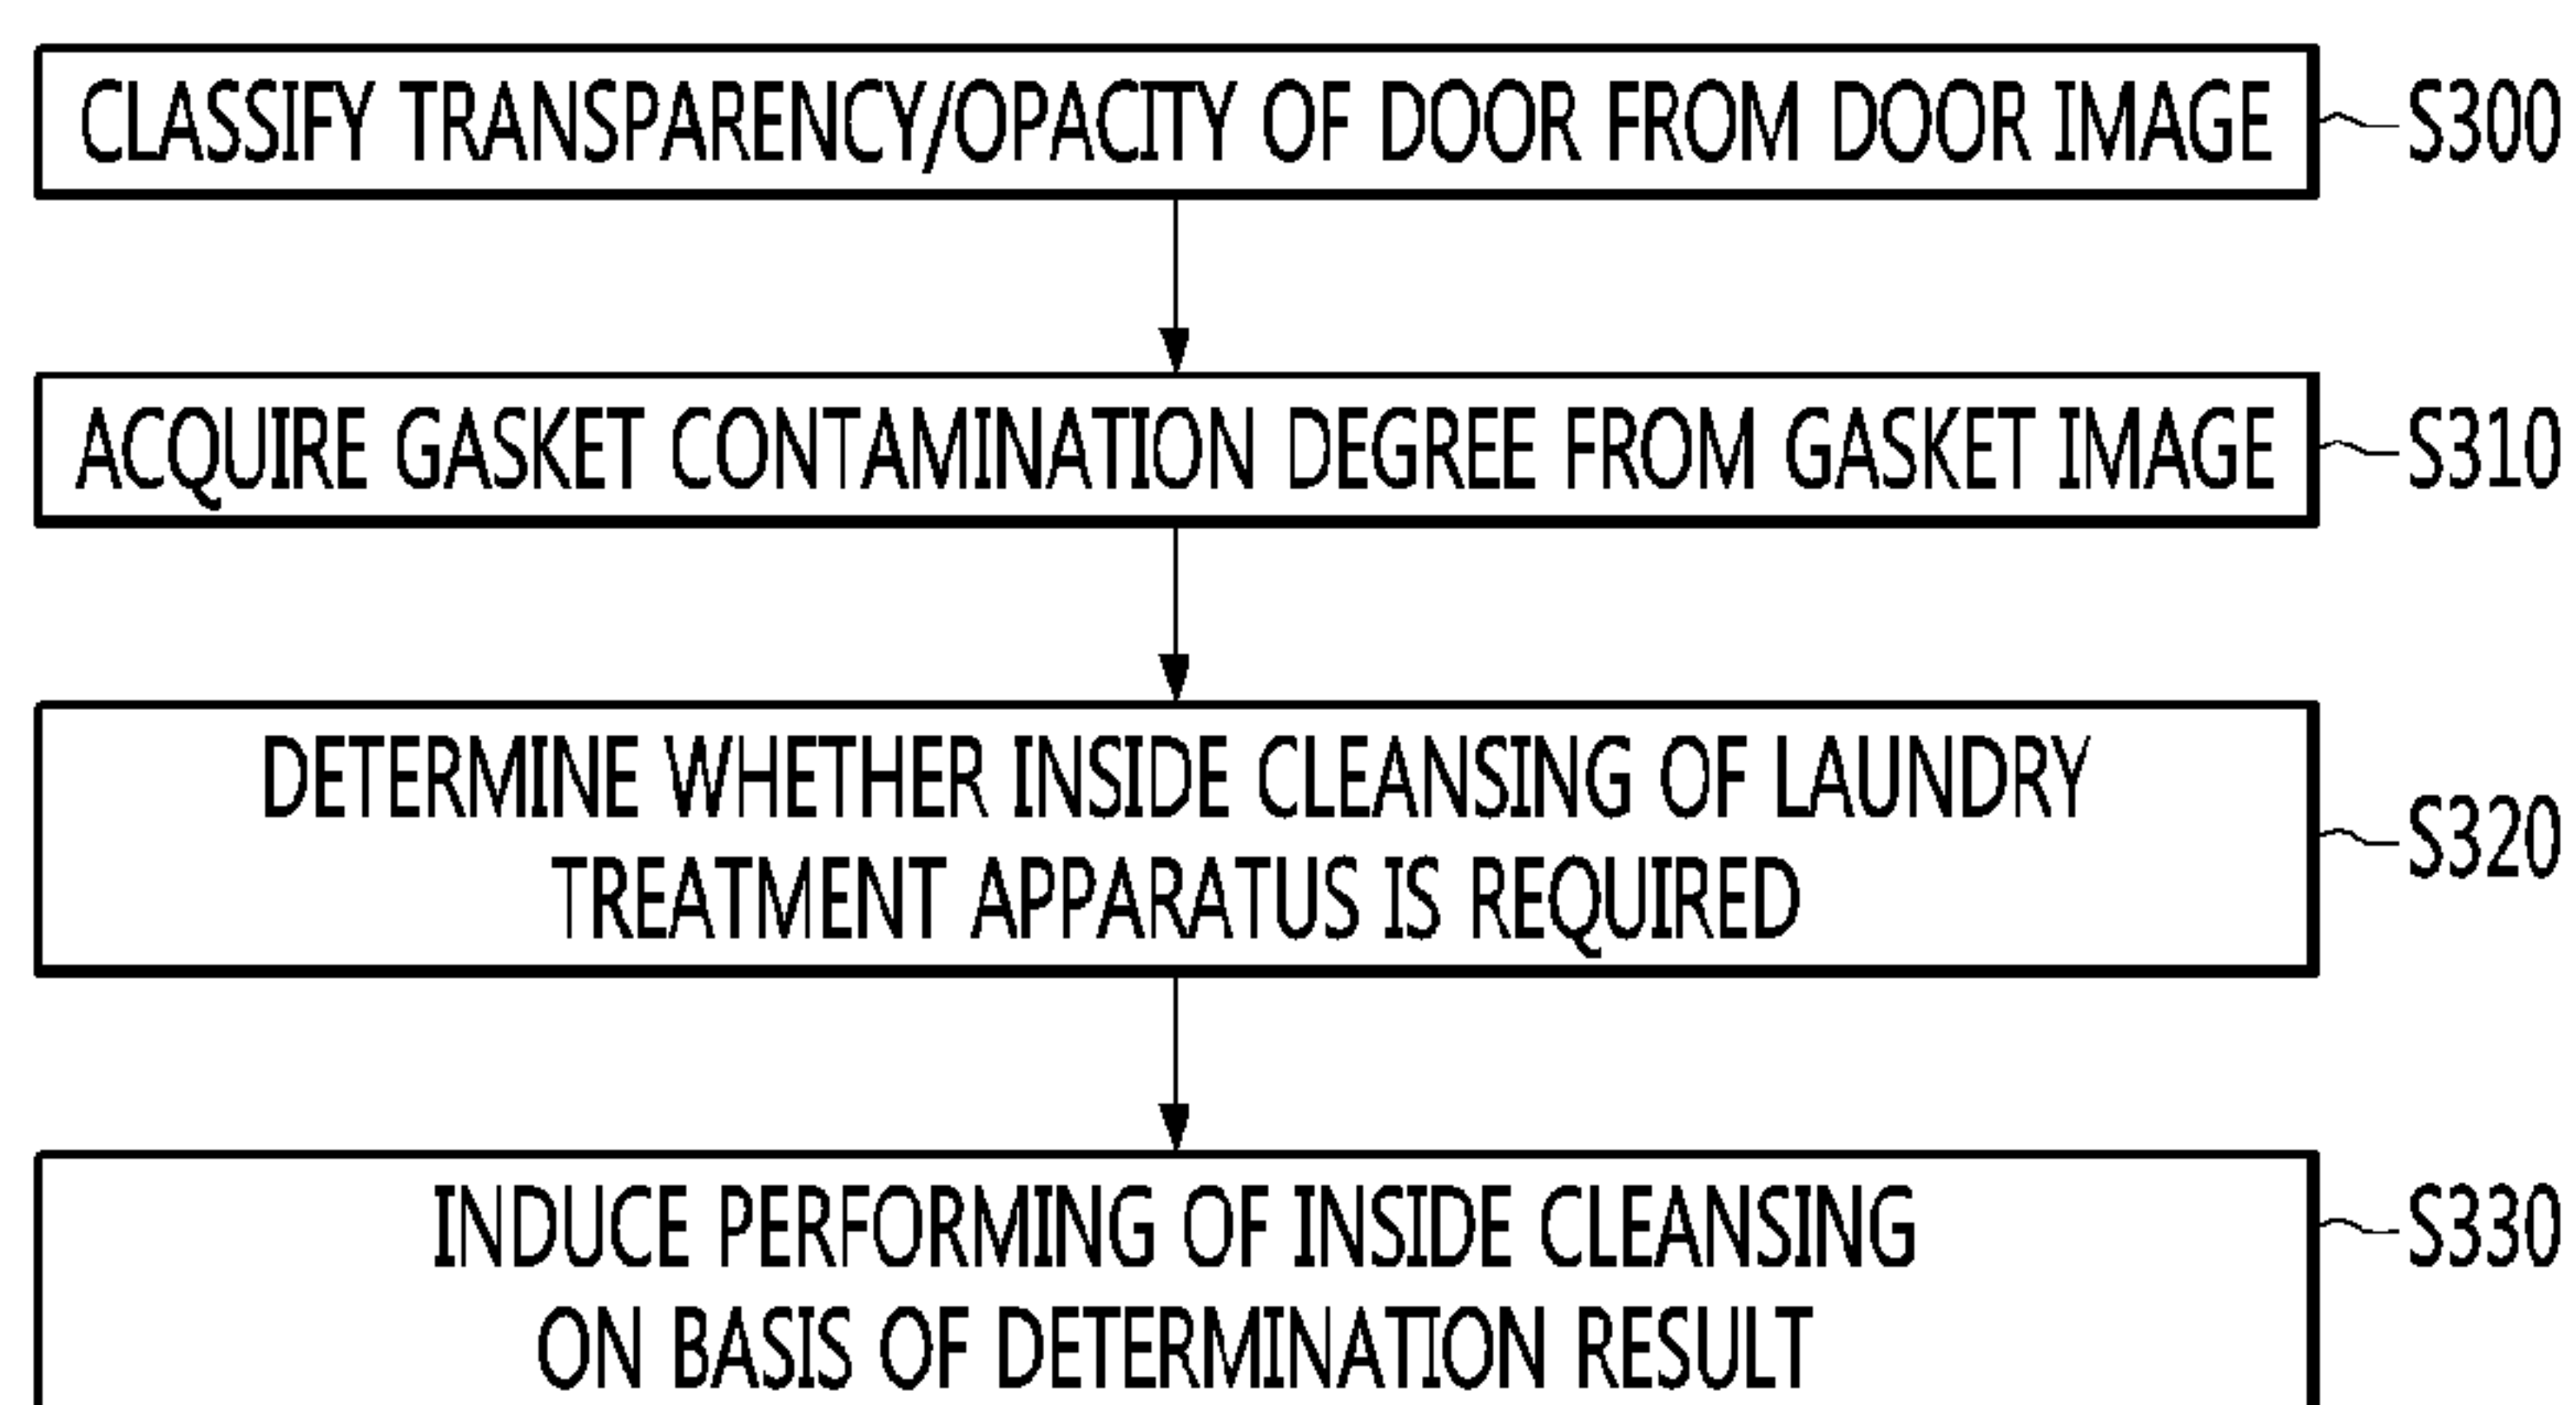 CLASSIFY TRANSPARENCY/OPACITY OF DOOR FROM DOOR IMAGE S300
ACQUIRE GASKET CONTAMINATION DEGREE FROM GASKET IMAGE S310
DETERMINE WHETHER INSIDE CLEANSING OF LAUNDRY
TREATMENT APPARATUS IS REQUIRED
S320
INDUCE PERFORMING OF INSIDE CLEANSING S330
ON BASIS OF DETERMINATION RESULT